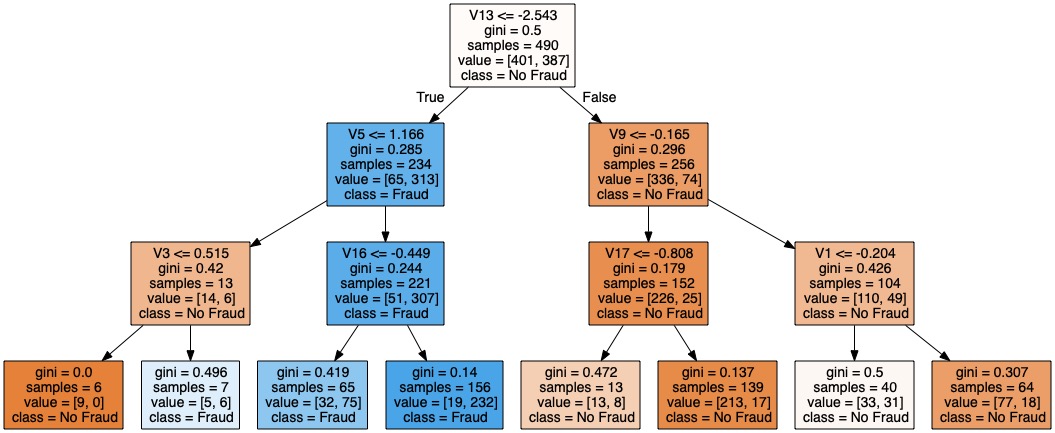 V13 <= -2.543
gini = 0.5
samples = 490
value = [401, 387]
class = No Fraud
True
False
V5 <= 1.166
gini = 0.285
samples = 234
value = [65, 313]
class = Fraud
V9 <= -0.165
gini = 0.296
samples = 256
value = [336, 74]
class = No Fraud
V3 <= 0.515
gini = 0.42
samples = 13
value = [14, 6]
class = No Fraud
V16 <= -0.449
gini = 0.244
samples = 221
value = [51, 307]
class = Fraud
V17 <= -0.808
gini = 0.179
samples = 152
value = [226, 25]
class = No Fraud
V1 <= -0.204
gini = 0.426
samples = 104
value = [110, 49]
class = No Fraud
gini = 0.0
samples = 6
value = [9, 0]
class = No Fraud
gini = 0.496
samples = 7
value = [5, 6]
class = Fraud
gini = 0.419
samples = 65
value = [32, 75]
class = Fraud
gini = 0.14
samples = 156
value = [19, 232]
class = Fraud
gini = 0.472
samples = 13
value = [13, 8]
class = No Fraud
gini = 0.137
samples = 139
value = [213, 17]
class = No Fraud
gini = 0.5
samples = 40
value = [33, 31]
class = No Fraud
gini = 0.307
samples = 64
value = [77, 18]
class = No Fraud